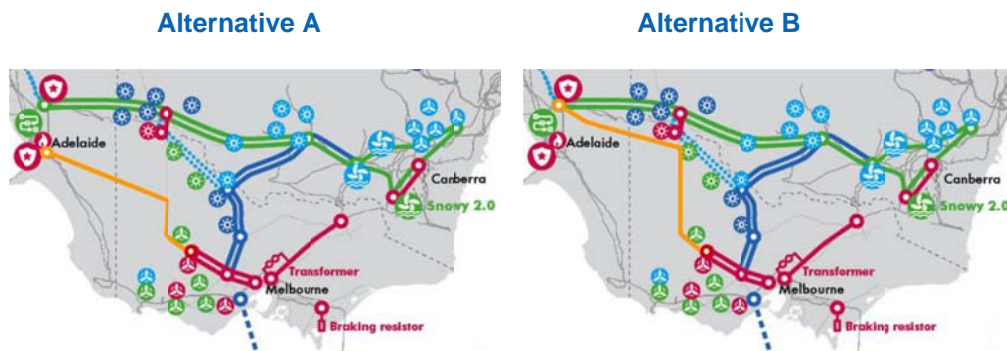 Alternative A
Adelaide
Canberra
Snowy 2.0
Transformer
Melbourne
Braking resistor
Alternative B
Adelaide
Canberra
Snowy 2.0
Transformer
Melbourne
Braking resistor